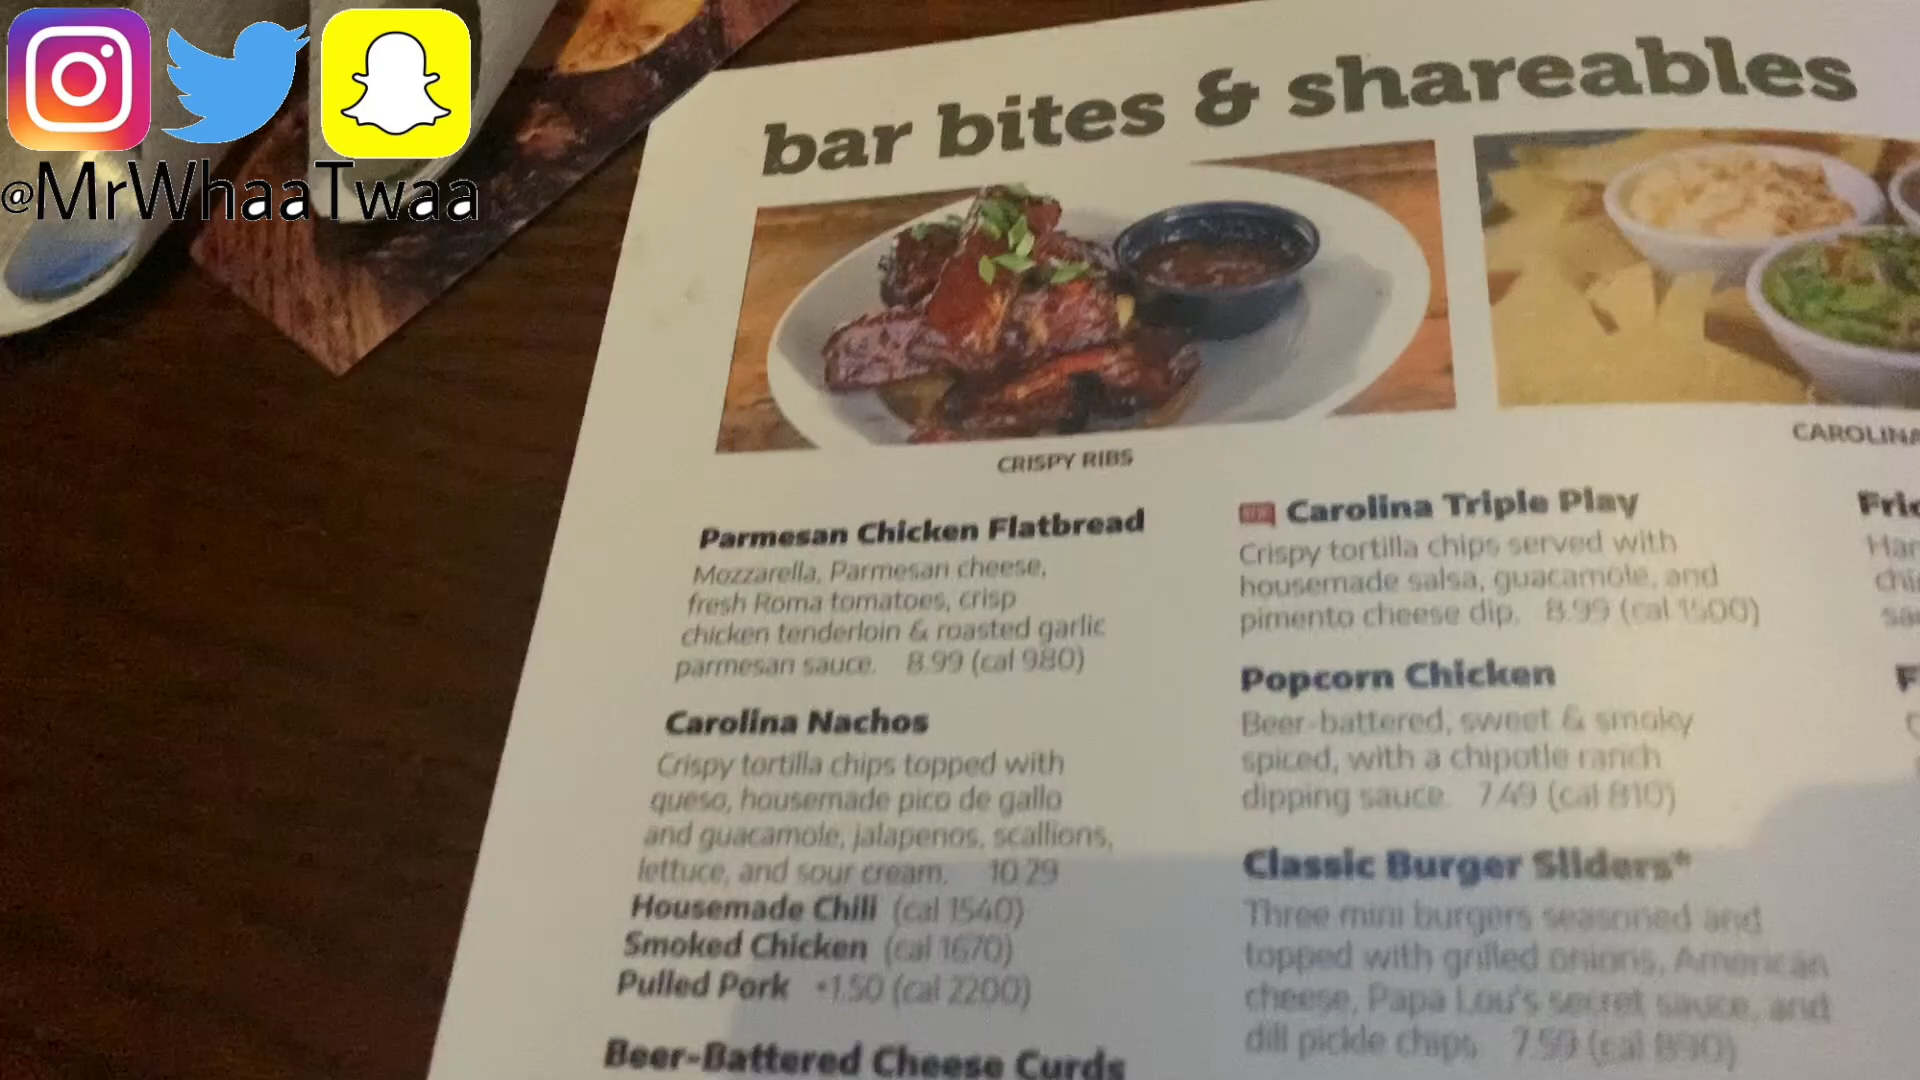 @MrWhaaTwaa
bar bites & shareables
CRISPY RIBS
CAROLINA
Parmesan Chicken Flatbread
Mozzarella, Parmesan cheese,
fresh Roma tomatoes, crisp
chicken tenderloin & roasted garlic
parmesan sauce. 8.99 (cal 980)
Carolina Nachos
Crispy tortilla chips topped with
queso, housemade pico de gallo
and guacamole, jalapenos, scallions,
lettuce, and sour cream. 10.29
Housemade Chili (cal 1540)
Smoked Chicken (cal 1670)
Pulled Pork +1.50 (cal 2200)
Beer-Battered Cheese Curds
Carolina Triple Play
Crispy tortilla chips served with
housemade salsa, guacamole, and
pimento cheese dip. 8.99 (cal 1500)
Popcorn Chicken
Beer-battered, sweet & smoky
spiced, with a chipotle ranch
dipping sauce. 7.49 (cal 810)
Classic Burger Sliders*
Three mini burgers seasoned and
topped with grilled onions, American
cheese, Papa Lou's secret sauce, and
dill pickle chips 7.59 (cal 890)